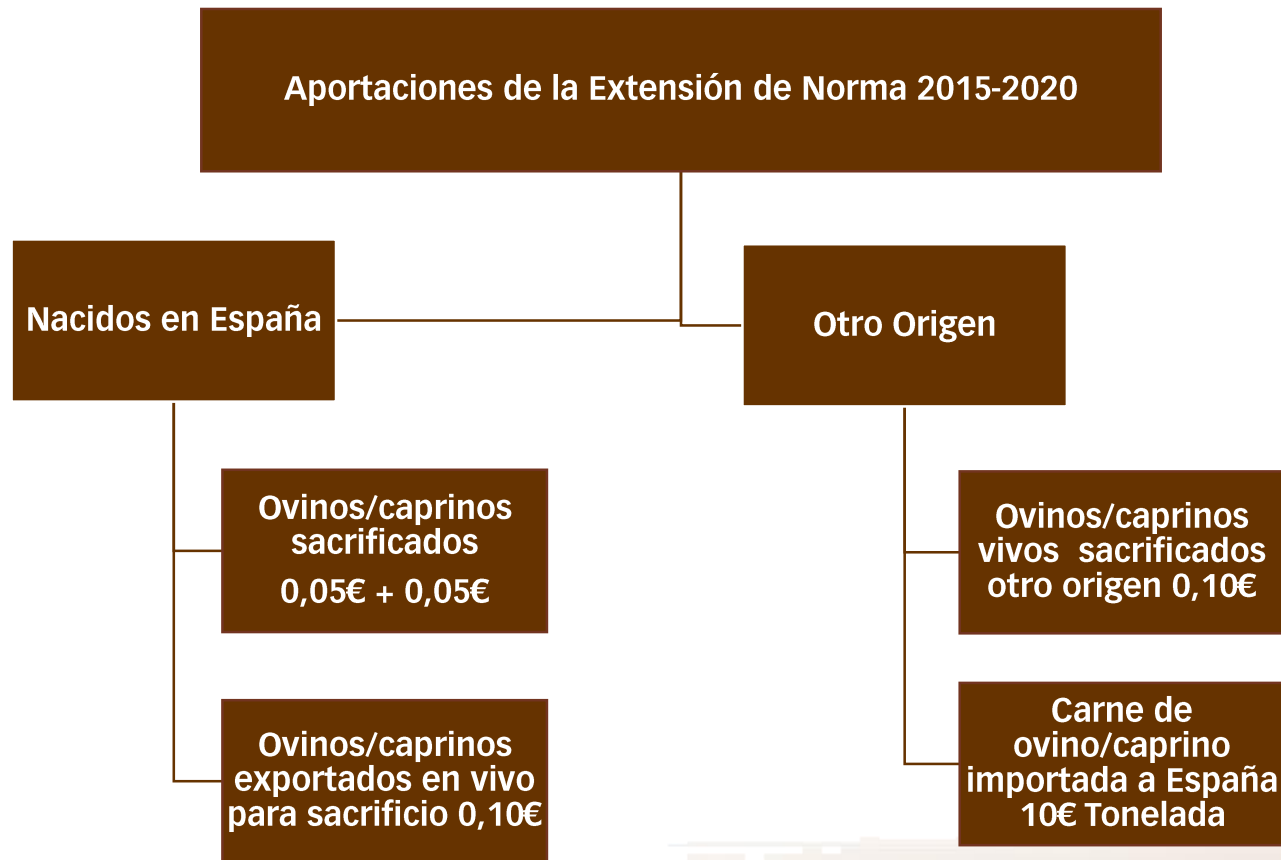 Aportaciones de la Extensión de Norma 2015-2020
Nacidos en España
Otro Origen
Ovinos/caprinos
sacrificados
0,05€ + 0,05€
Ovinos/caprinos
exportados en vivo
para sacrificio 0,10€
Ovinos/caprinos
vivos sacrificados
otro origen 0,10€
Carne de
ovino/caprino
importada a España
10€ Tonelada